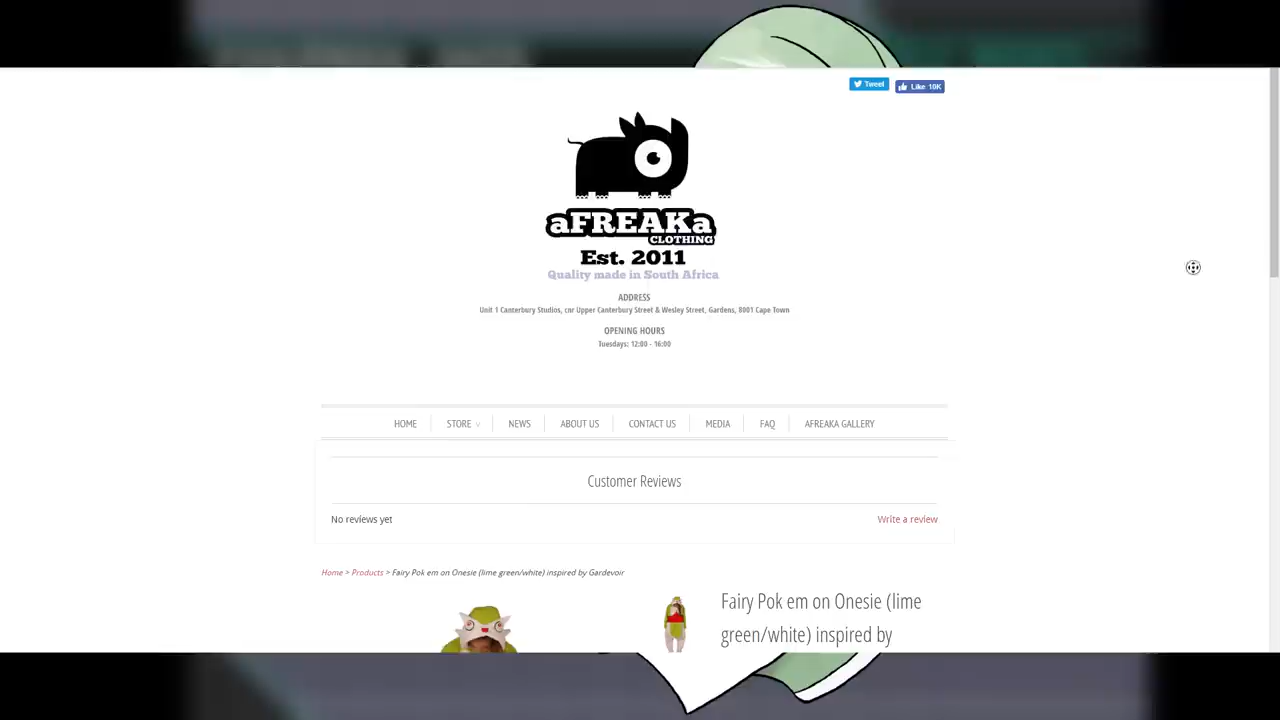 Tweet
Like 10K
aFREAKa
CLOTHING
Est. 2011
Quality made in South Africa
ADDRESS
Unit 1 Canterbury Studios, cnr Upper Canterbury Street & Wesley Street, Gardens, 8001 Cape Town
OPENING HOURS
Tuesdays: 12:00 - 16:00
HOME
STORE
NEWS
ABOUT US
CONTACT US
MEDIA
FAQ
AFREAKA GALLERY
Customer Reviews
No reviews yet
Write a review
Home > Products > Fairy Pok em on Onesie (lime green/white) inspired by Gardevoir
Fairy Pok em on Onesie (lime
green/white) inspired by